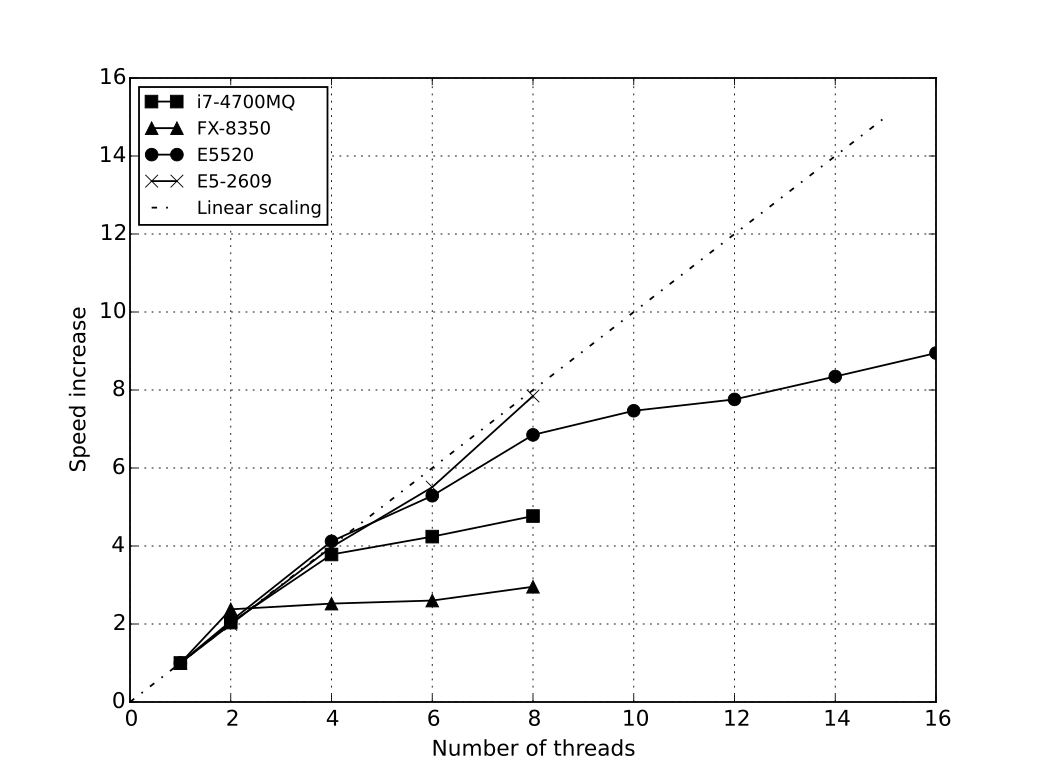 16
14
12
10
8
6
4
2
0
Speed increase
i7-4700MQ
FX-8350
E5520
E5-2609
Linear scaling
0 2 4 6 8 10 12 14 16
Number of threads